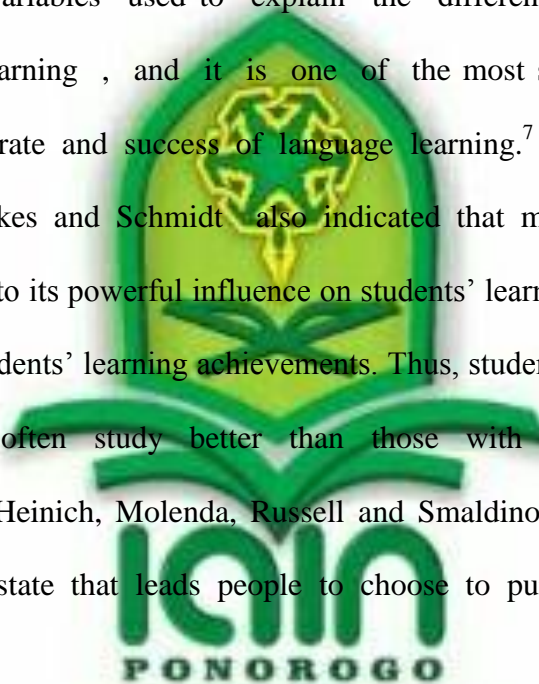 variables used to explain the differen
arning , and it is one of the most s
rate and success of language learning.7
kes and Schmidt also indicated that m
to its powerful influence on students' learn
dents' learning achievements. Thus, studen
often study better than those with
Heinich, Molenda, Russell and Smaldino
state that leads people to choose to pu
iain
PONOROGO